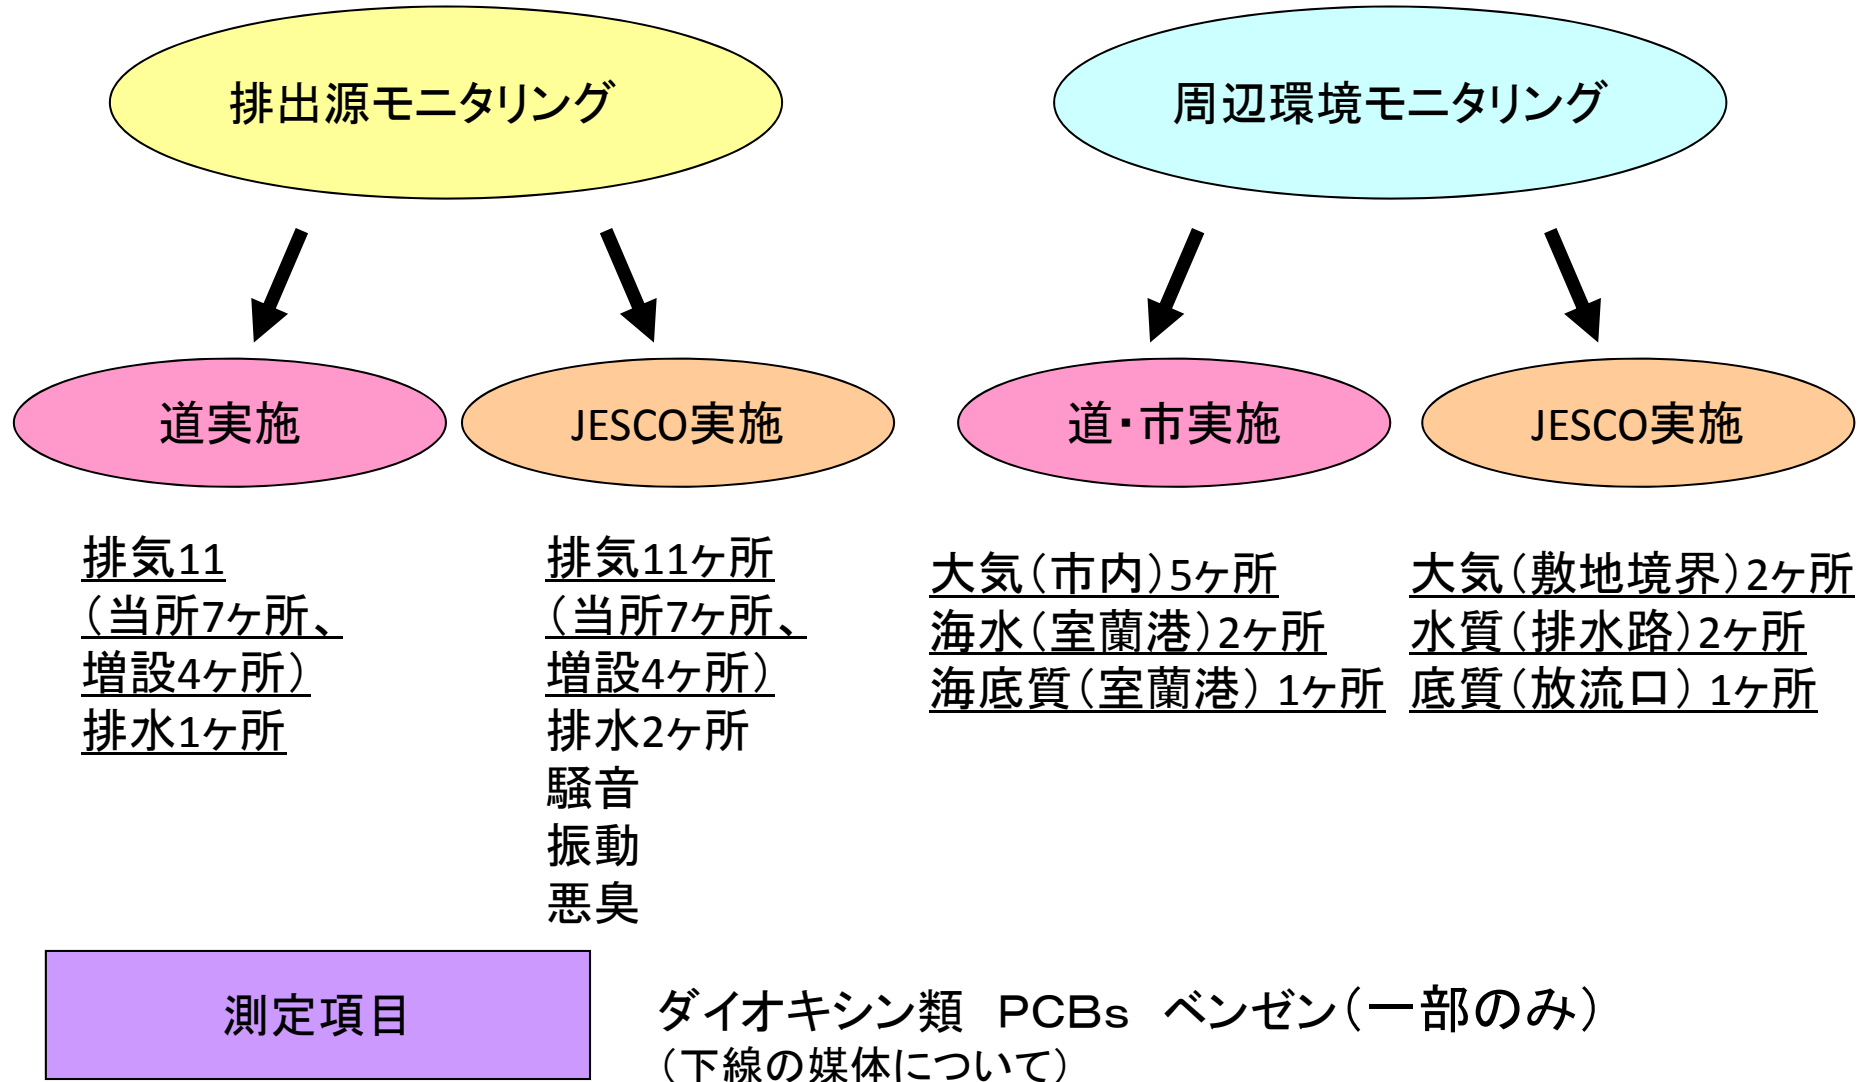 排出源モニタリング
周辺環境モニタリング
道実施
JESCO実施
道・市実施
JESCO実施
排気11
（当所7ヶ所、
増設4ヶ所）
排水1ヶ所
排気11ヶ所
（当所7ヶ所、
増設4ヶ所）
排水2ヶ所
騒音
振動
悪臭
大気（市内）5ヶ所
海水（室蘭港）2ヶ所
海底質（室蘭港） 1ヶ所
大気（敷地境界）2ヶ所
水質（排水路）2ヶ所
底質（放流口） 1ヶ所
測定項目
ダイオキシン類　PCBs　ベンゼン（一部のみ）
（下線の媒体について）